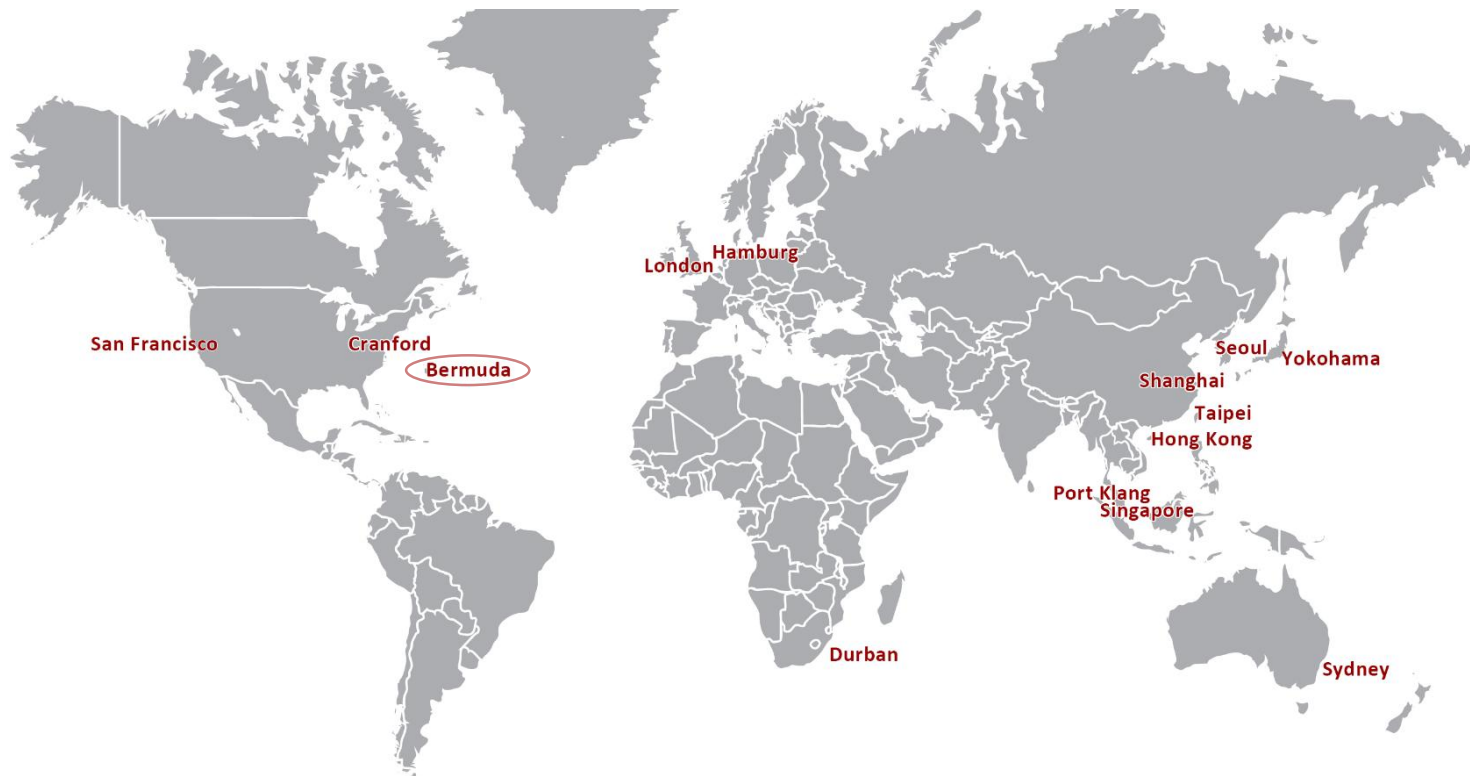 Hamburg
London
San Francisco
Cranford
Bermuda
Seoul
Yokohama
Shanghai
Taipei
Hong Kong
Port Klang
Singapore
Durban
Sydney